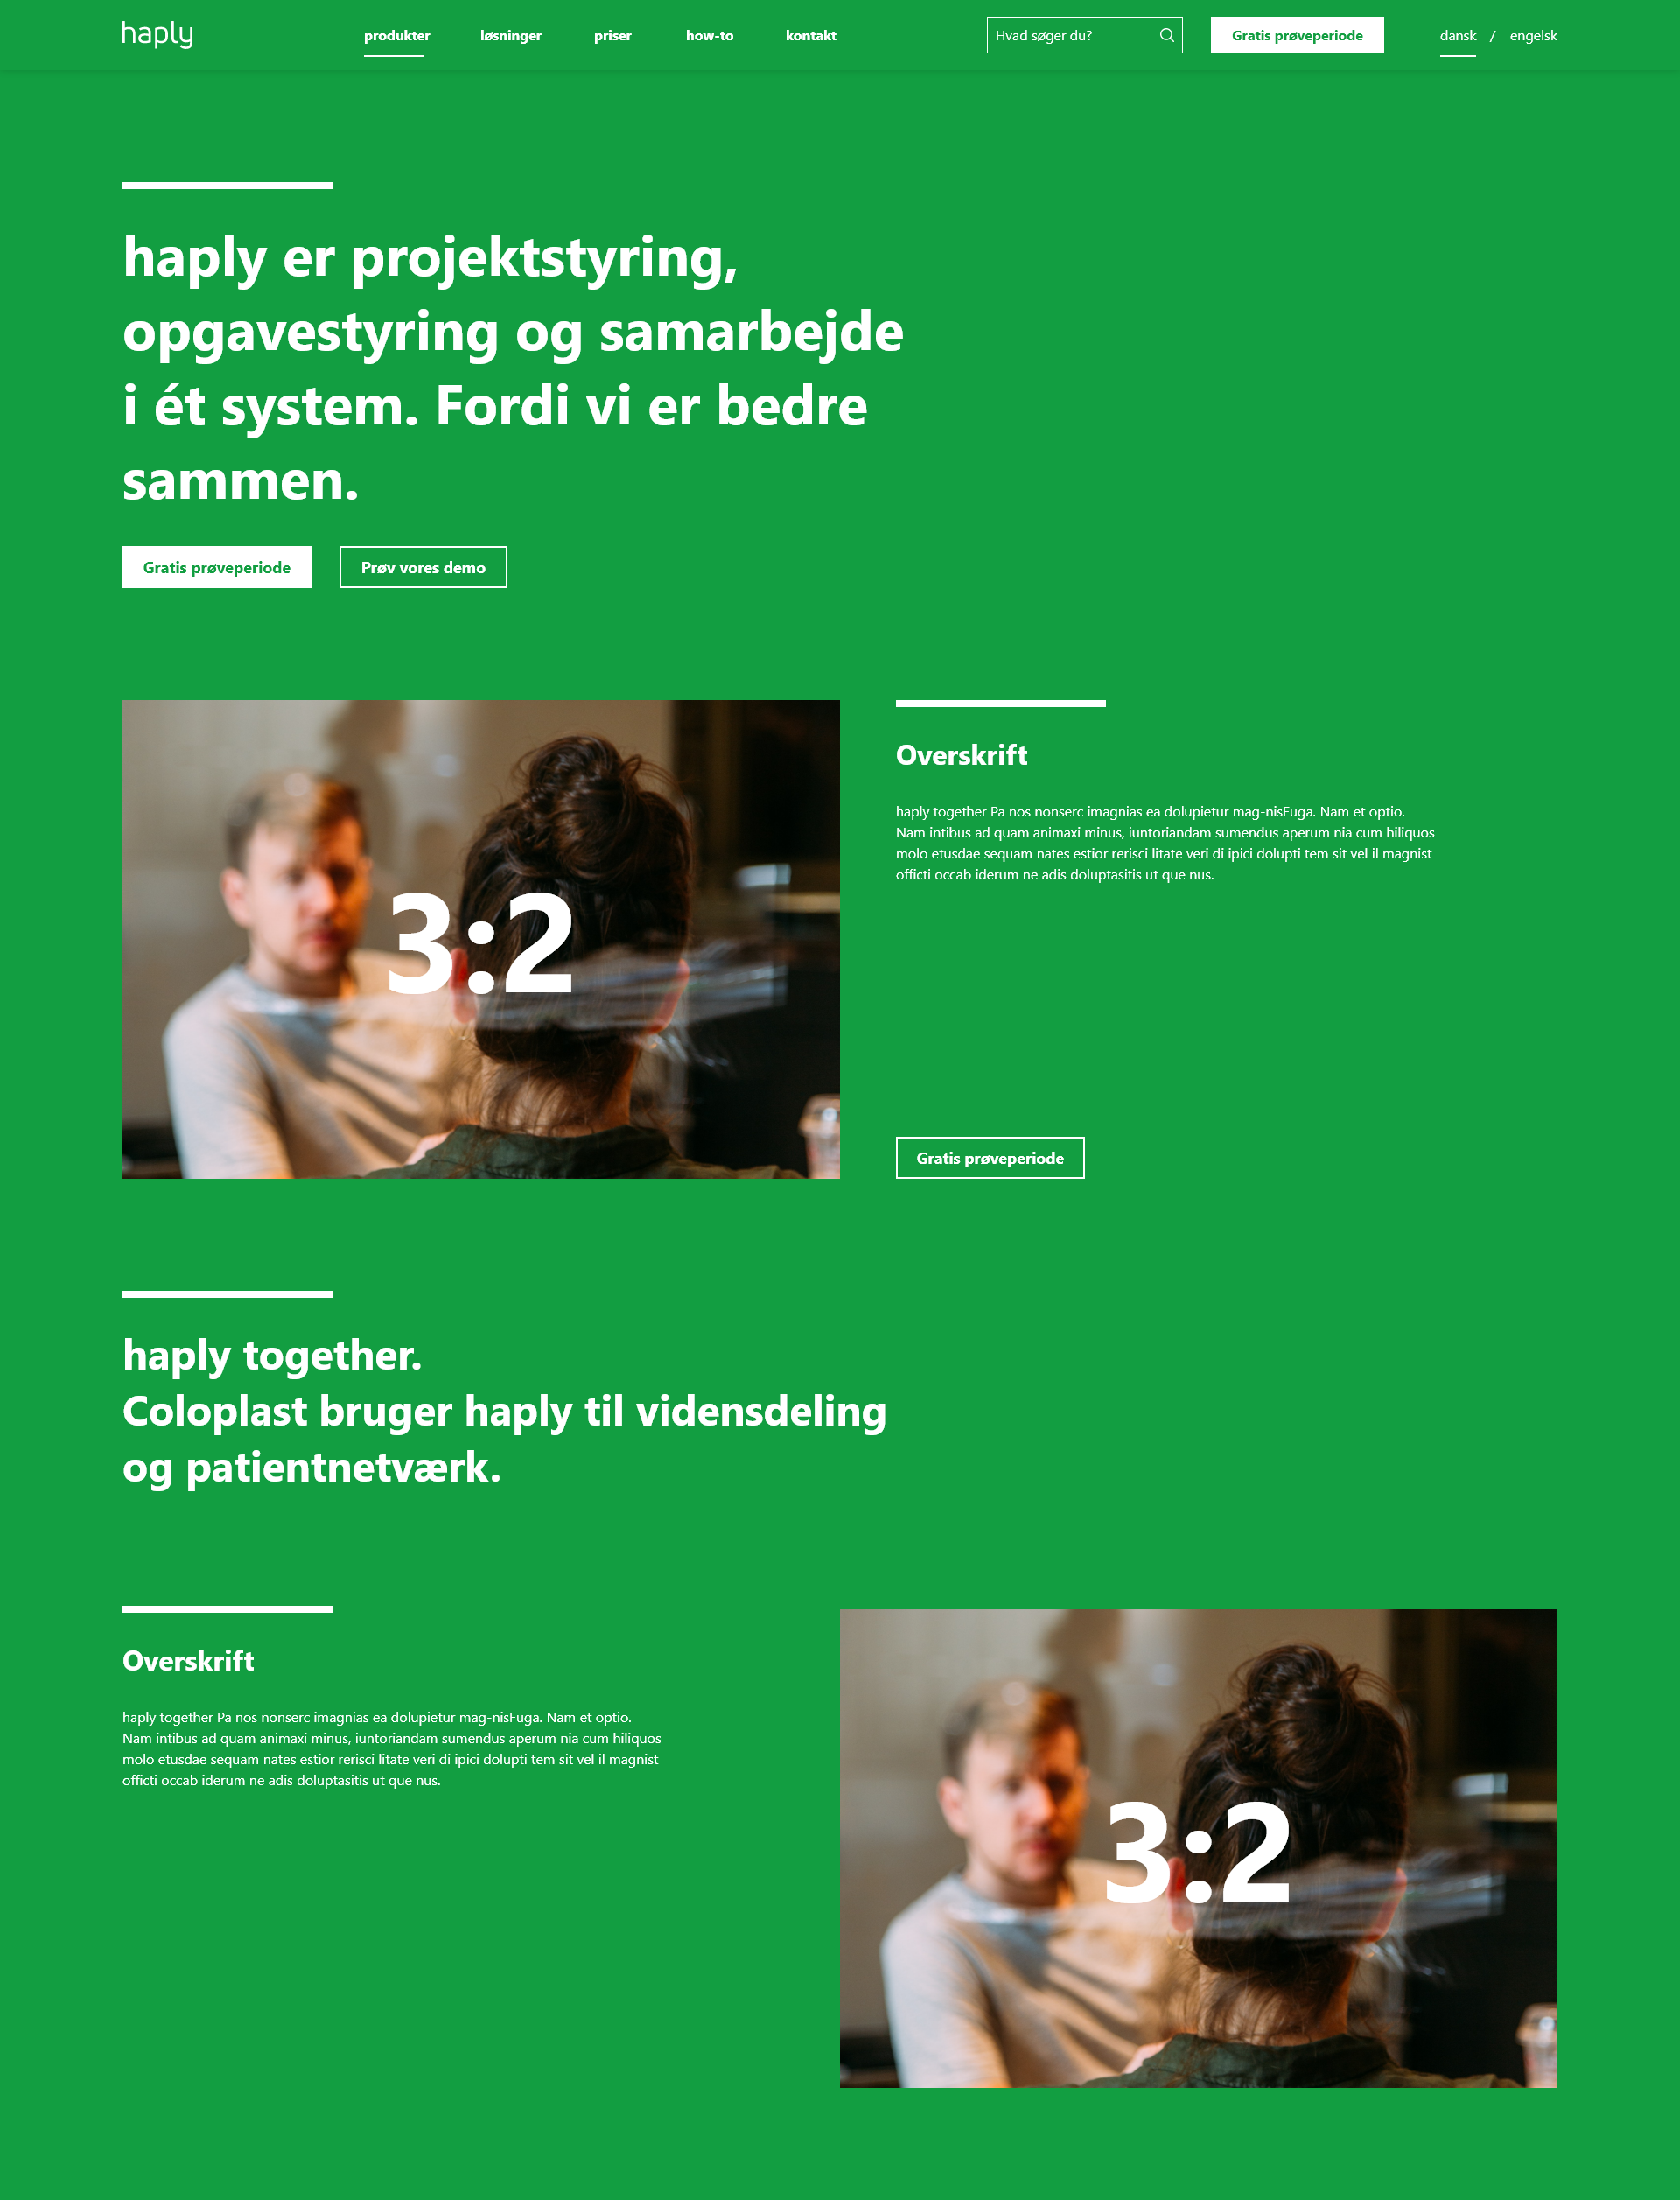 haply
produkter løsninger priser how-to kontakt
Hvad søger du?
Gratis prøveperiode
dansk / engelsk
haply er projektstyring,
opgavestyring og samarbejde
i ét system. Fordi vi er bedre
sammen.
Gratis prøveperiode
Prøv vores demo
3:2
Overskrift
haply together Pa nos nonserc imagnias ea dolupietur mag-nisFuga. Nam et optio.
Nam intibus ad quam animaxi minus, iuntoriandam sumendus aperum nia cum hiliquos
molo etusdae sequam nates estior rerisci litate veri di ipici dolupti tem sit vel il magnist
officti occab iderum ne adis doluptasitis ut que nus.
Gratis prøveperiode
haply together.
Coloplast bruger haply til vidensdeling
og patientnetværk.
Overskrift
haply together Pa nos nonserc imagnias ea dolupietur mag-nisFuga. Nam et optio.
Nam intibus ad quam animaxi minus, iuntoriandam sumendus aperum nia cum hiliquos
molo etusdae sequam nates estior rerisci litate veri di ipici dolupti tem sit vel il magnist
officti occab iderum ne adis doluptasitis ut que nus.
3:2